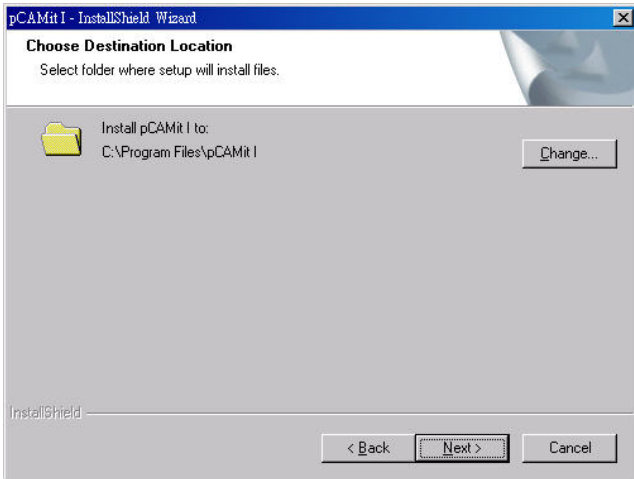 pCAMit I - InstallShield Wizard
Choose Destination Location
Select folder where setup will install files.
Install pCAMit I to:
C:\Program Files\pCAMit I
Change...
InstallShield
< Back
Next >
Cancel